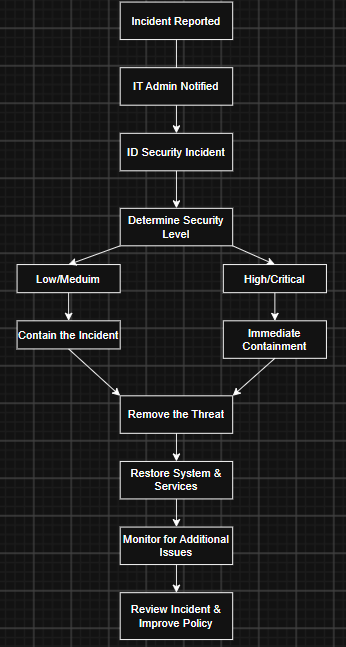 Incident Reported
IT Admin Notified
ID Security Incident
Determine Security
Level
Low/Meduim
High/Critical
Contain the Incident
Immediate
Containment
Remove the Threat
Restore System &
Services
Monitor for Additional
Issues
Review Incident &
Improve Policy